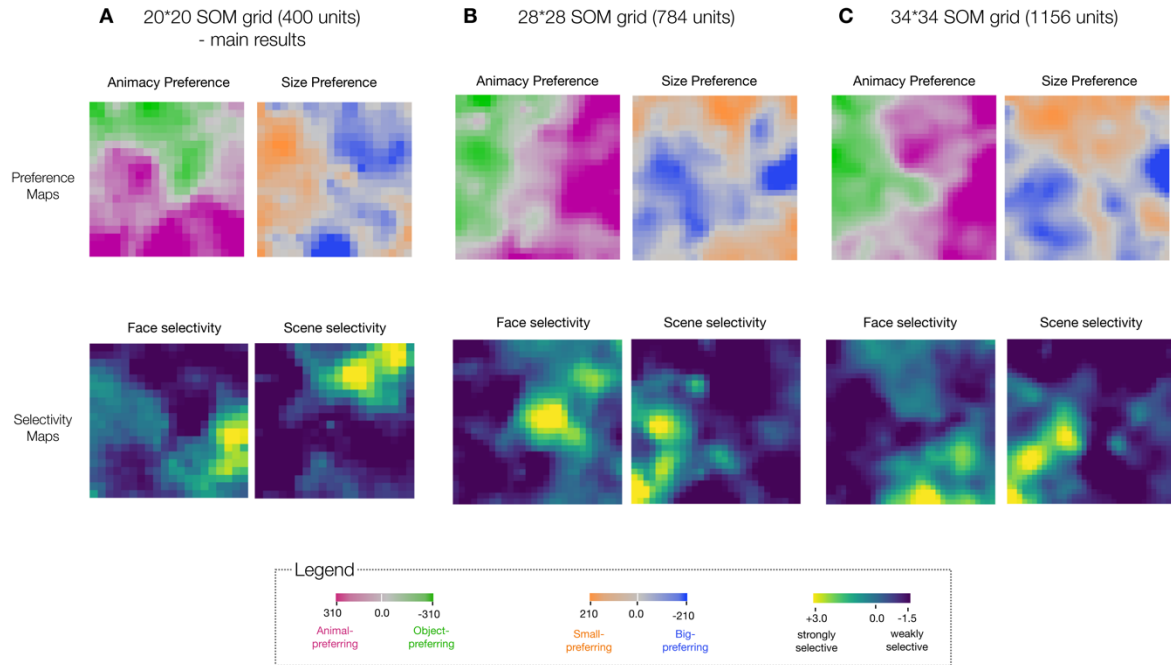 A 20*20 SOM grid (400 units)
- main results
B 28*28 SOM grid (784 units)
C 34*34 SOM grid (1156 units)
Animacy Preference
Size Preference
Animacy Preference
Size Preference
Animacy Preference
Size Preference
Preference
Maps
Face selectivity
Scene selectivity
Face selectivity
Scene selectivity
Face selectivity
Scene selectivity
Selectivity
Maps
Legend
310 0.0 -310
Animal-
preferring
Object-
preferring
210 0.0 -210
Small-
preferring
Big-
preferring
+3.0 0.0 -1.5
strongly
selective
weakly
selective